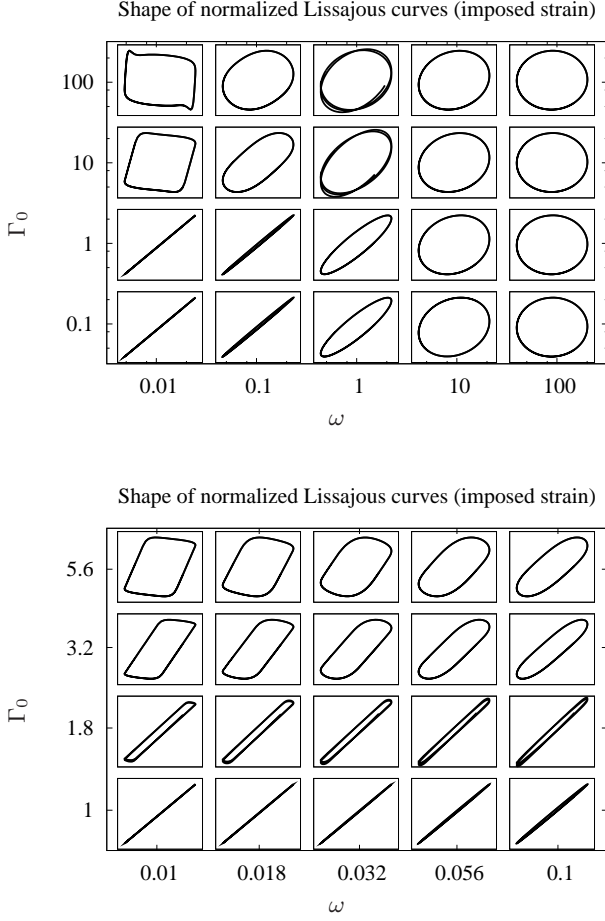 Shape of normalized Lissajous curves (imposed strain)
100
10
1
0.1
Γ₀
0.01 0.1 1 10 100
ω
Shape of normalized Lissajous curves (imposed strain)
5.6
3.2
1.8
1
Γ₀
0.01 0.018 0.032 0.056 0.1
ω